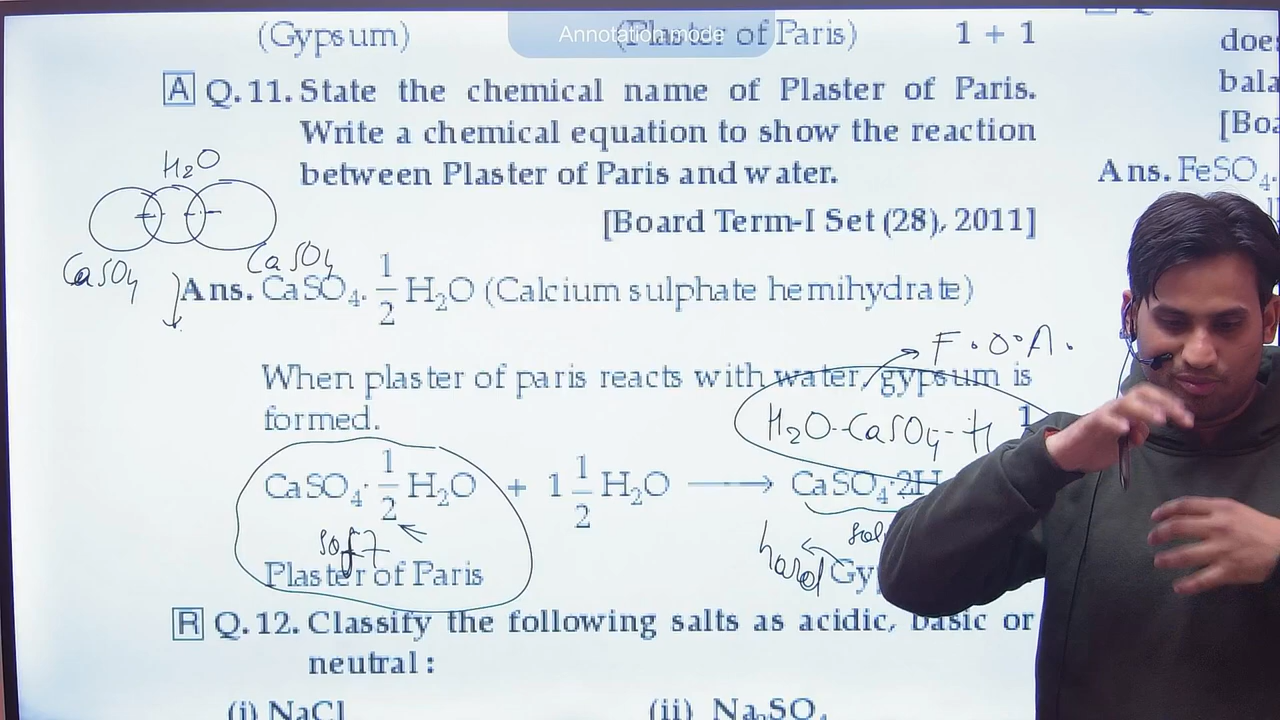 (Gypsum) (Plaster of Paris) 1 + 1
Annotation mode
A Q. 11. State the chemical name of Plaster of Paris.
Write a chemical equation to show the reaction
between Plaster of Paris and water.
[Board Term-I Set (28), 2011]
H₂O
CaSO₄ CaSO₄
Ans. CaSO₄. 1/2 H₂O (Calcium sulphate hemihydrate)
F.O.A.
When plaster of paris reacts with water, gypsum is
formed. 1
H₂O-CaSO₄-H
CaSO₄. 1/2 H₂O + 1 1/2 H₂O ⟶ CaSO₄·2H
soft
hard
Plaster of Paris Gy
R Q. 12. Classify the following salts as acidic, basic or
neutral :
(i) NaCl (ii) Na₂SO₄
doe
bala
[Boa
Ans. FeSO₄.